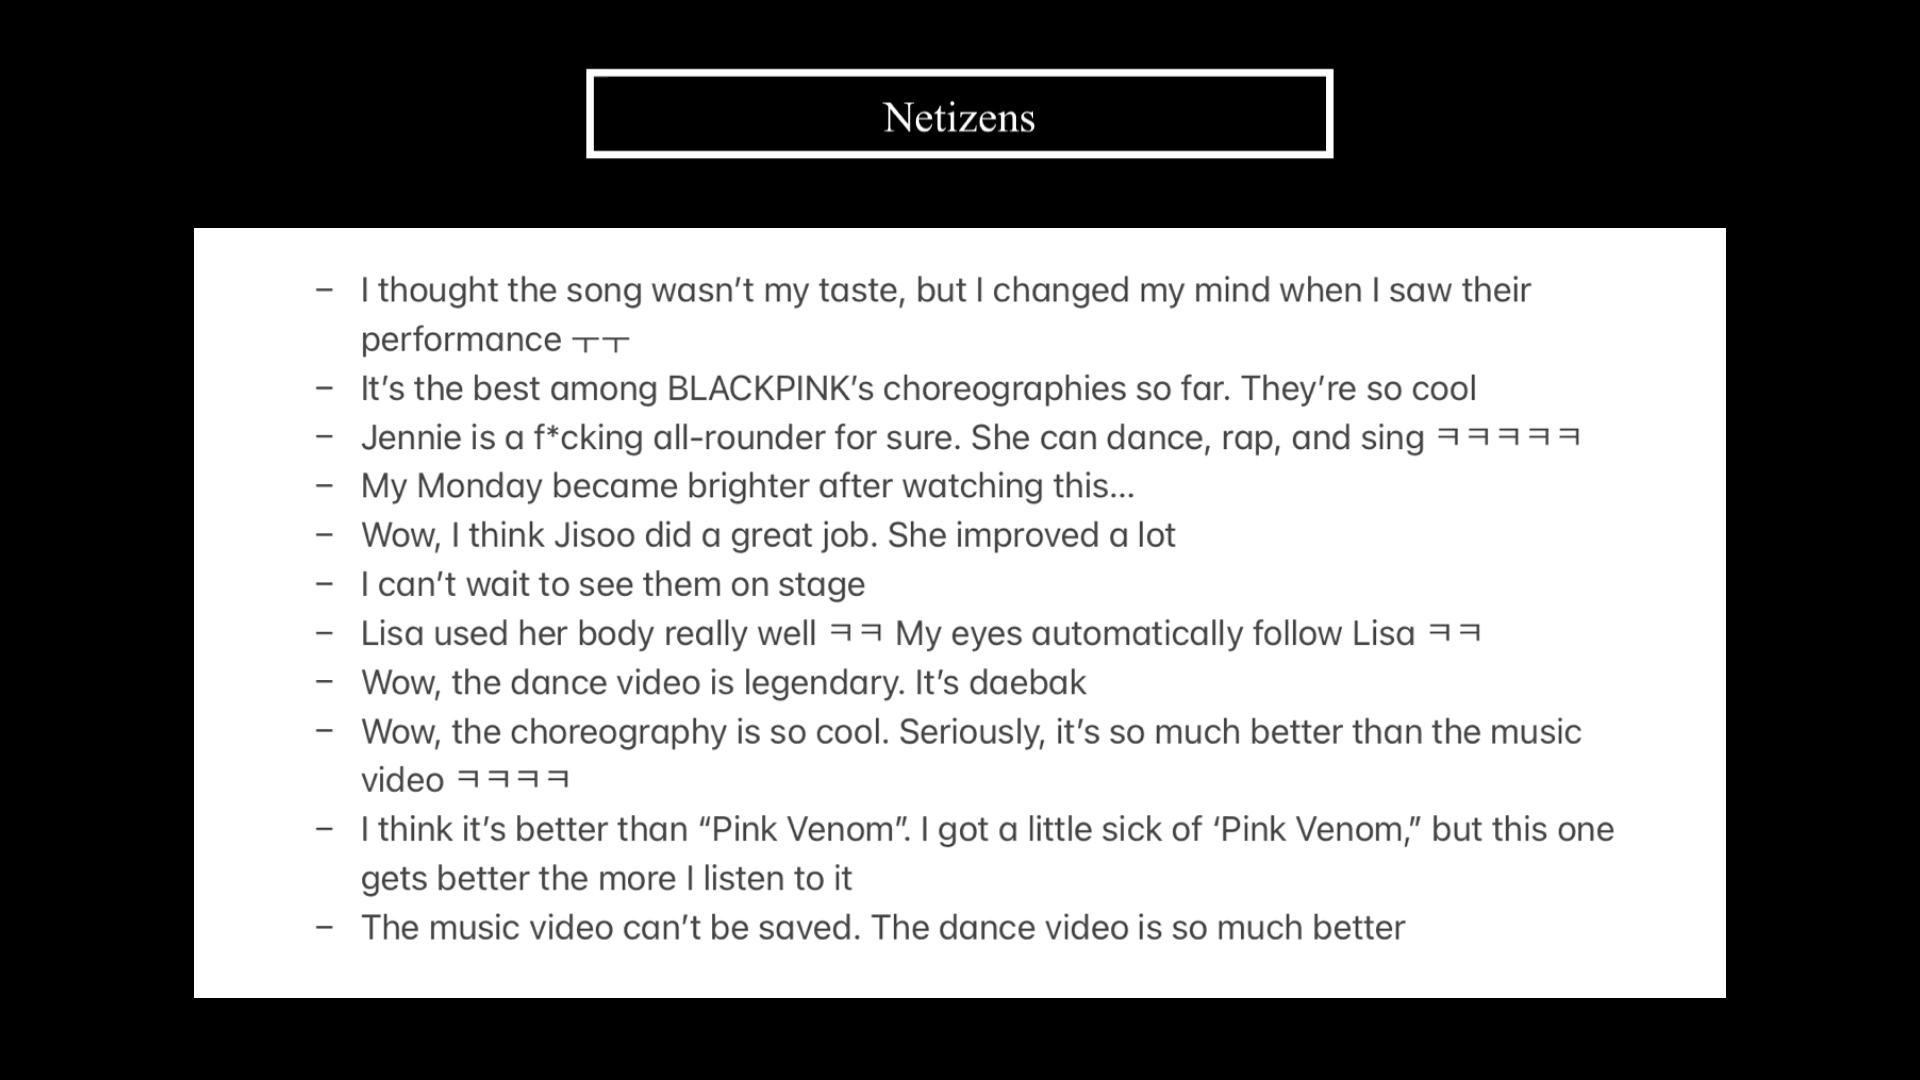 Netizens
– I thought the song wasn’t my taste, but I changed my mind when I saw their
performance ㅜㅜ
– It’s the best among BLACKPINK’s choreographies so far. They’re so cool
– Jennie is a f*cking all-rounder for sure. She can dance, rap, and sing ㅋㅋㅋㅋㅋ
– My Monday became brighter after watching this…
– Wow, I think Jisoo did a great job. She improved a lot
– I can’t wait to see them on stage
– Lisa used her body really well ㅋㅋ My eyes automatically follow Lisa ㅋㅋ
– Wow, the dance video is legendary. It’s daebak
– Wow, the choreography is so cool. Seriously, it’s so much better than the music
video ㅋㅋㅋㅋ
– I think it’s better than “Pink Venom”. I got a little sick of ‘Pink Venom,” but this one
gets better the more I listen to it
– The music video can’t be saved. The dance video is so much better